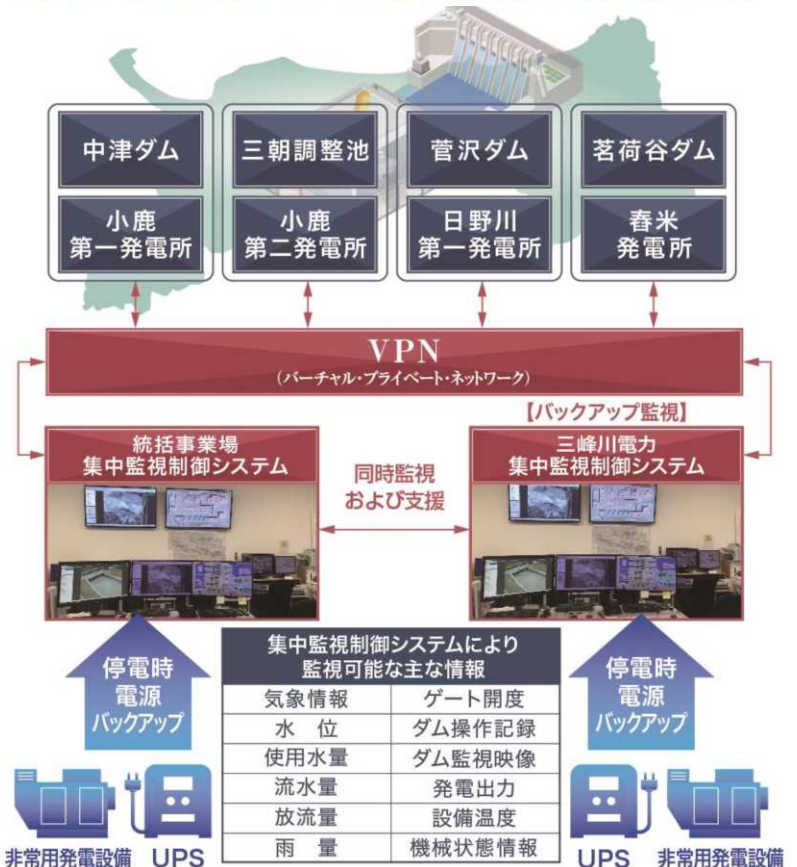 中津ダム
三朝調整池
菅沢ダム
茗荷谷ダム
小鹿
第一発電所
小鹿
第二発電所
日野川
第一発電所
舂米
発電所
VPN
(バーチャル・プライベート・ネットワーク)
【バックアップ監視】
統括事業場
集中監視制御システム
同時監視
および支援
三峰川電力
集中監視制御システム
停電時
電源
バックアップ
集中監視制御システムにより
監視可能な主な情報
気象情報
ゲート開度
水 位
ダム操作記録
使用水量
ダム監視映像
流水量
発電出力
放流量
設備温度
雨 量
機械状態情報
停電時
電源
バックアップ
非常用発電設備
UPS
UPS
非常用発電設備